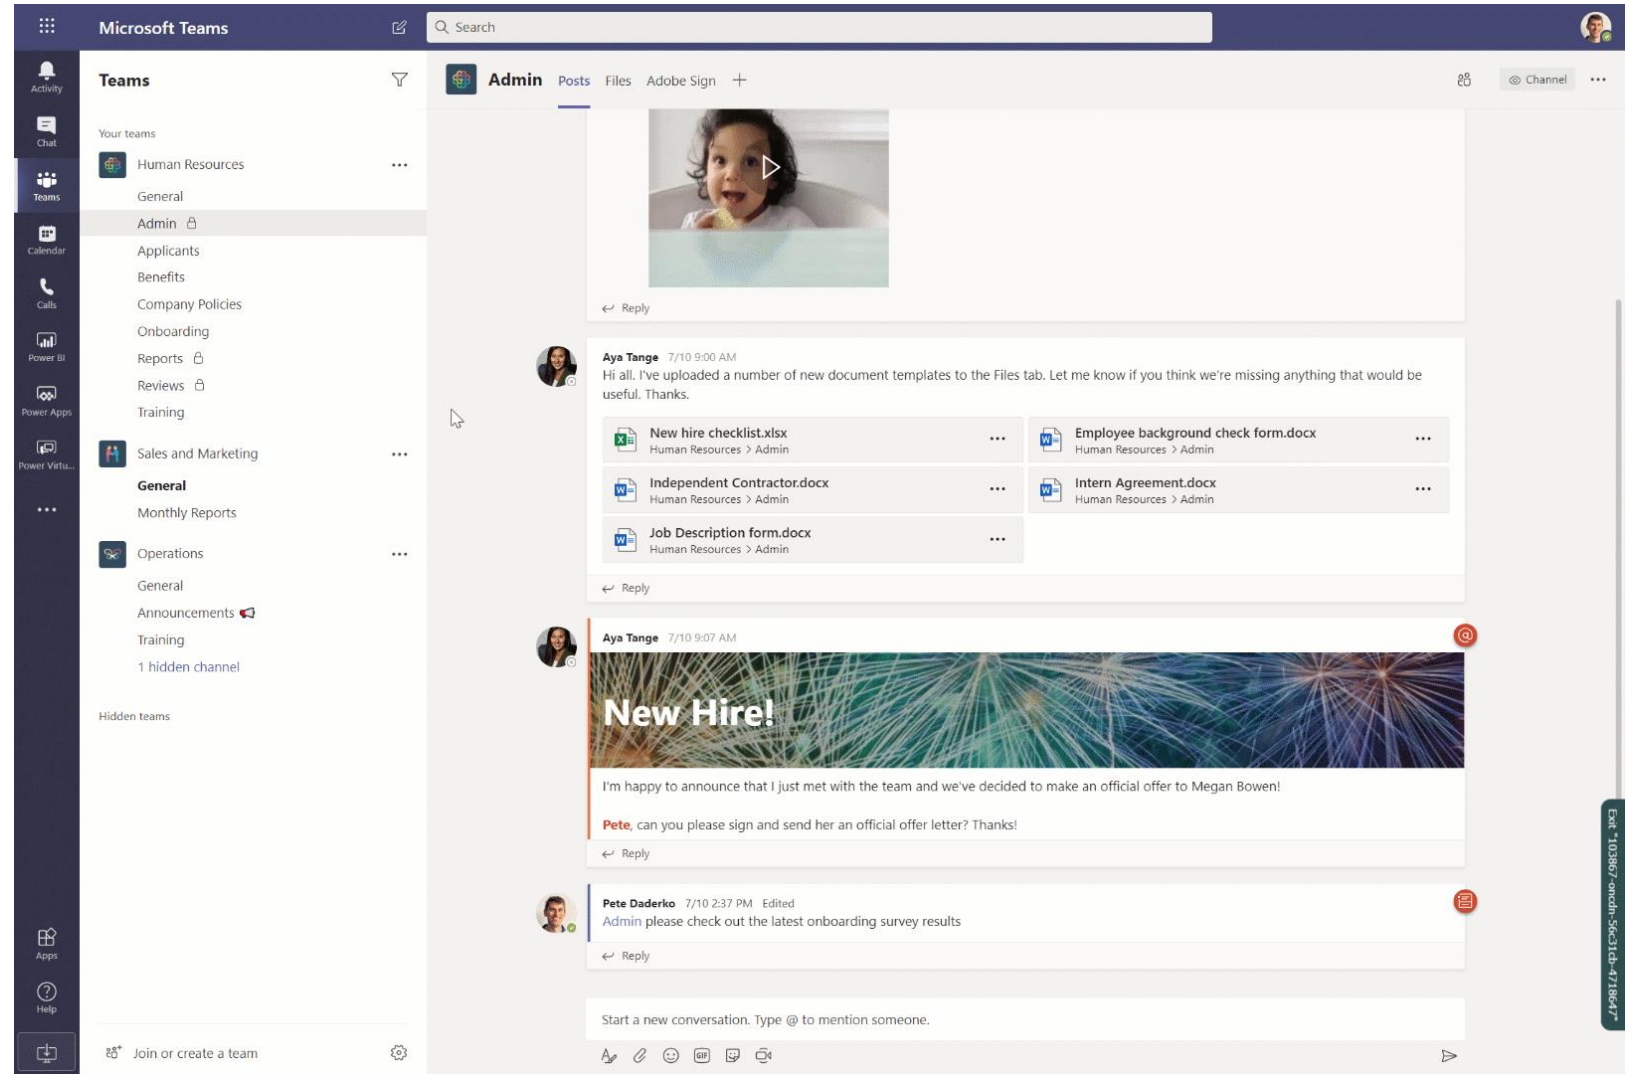 Microsoft Teams
Search
Activity
Chat
Teams
Calendar
Calls
Power BI
Power Apps
Power Virtu...
Apps
Help
Teams
Your teams
Human Resources
General
Admin
Applicants
Benefits
Company Policies
Onboarding
Reports
Reviews
Training
Sales and Marketing
General
Monthly Reports
Operations
General
Announcements
Training
1 hidden channel
Hidden teams
Join or create a team
Admin Posts Files Adobe Sign
Channel
Reply
Aya Tange 7/10 9:00 AM
Hi all. I've uploaded a number of new document templates to the Files tab. Let me know if you think we're missing anything that would be
useful. Thanks.
New hire checklist.xlsx
Human Resources > Admin
Employee background check form.docx
Human Resources > Admin
Independent Contractor.docx
Human Resources > Admin
Intern Agreement.docx
Human Resources > Admin
Job Description form.docx
Human Resources > Admin
Reply
Aya Tange 7/10 9:07 AM
New Hire!
I'm happy to announce that I just met with the team and we've decided to make an official offer to Megan Bowen!
Pete, can you please sign and send her an official offer letter? Thanks!
Reply
Pete Daderko 7/10 2:37 PM Edited
Admin please check out the latest onboarding survey results
Reply
Start a new conversation. Type @ to mention someone.
GIF
Exit "103867-oncdn-56c31cb-4718647"